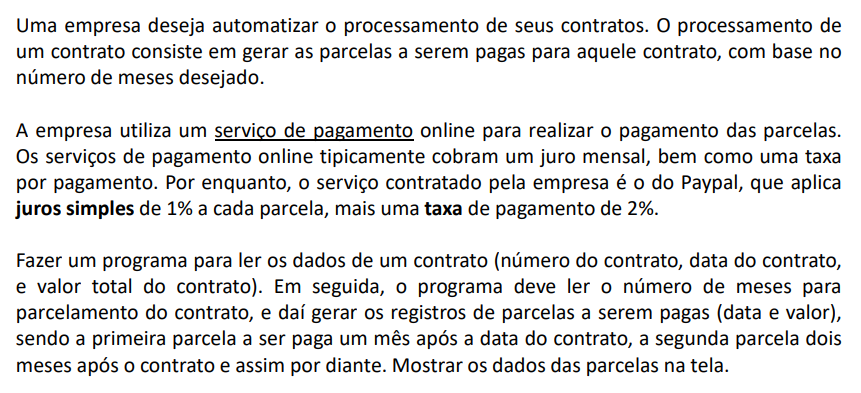 Uma empresa deseja automatizar o processamento de seus contratos. O processamento de
um contrato consiste em gerar as parcelas a serem pagas para aquele contrato, com base no
número de meses desejado.
A empresa utiliza um serviço de pagamento online para realizar o pagamento das parcelas.
Os serviços de pagamento online tipicamente cobram um juro mensal, bem como uma taxa
por pagamento. Por enquanto, o serviço contratado pela empresa é o do Paypal, que aplica
juros simples de 1% a cada parcela, mais uma taxa de pagamento de 2%.
Fazer um programa para ler os dados de um contrato (número do contrato, data do contrato,
e valor total do contrato). Em seguida, o programa deve ler o número de meses para
parcelamento do contrato, e daí gerar os registros de parcelas a serem pagas (data e valor),
sendo a primeira parcela a ser paga um mês após a data do contrato, a segunda parcela dois
meses após o contrato e assim por diante. Mostrar os dados das parcelas na tela.